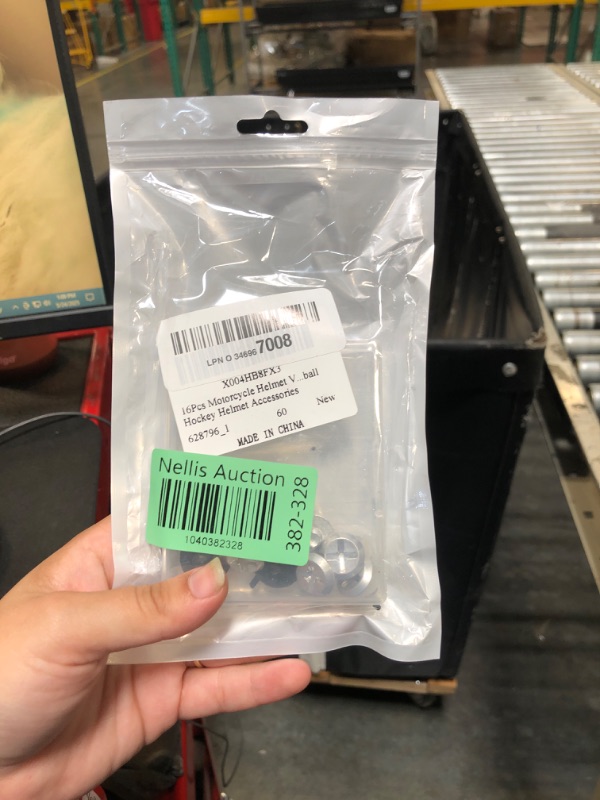 LPN O 34696 7008
X004HB8FX3
16Pcs Motorcycle Helmet V...ball
Hockey Helmet Accessories
60 New
628796_1
MADE IN CHINA
Nellis Auction
382-328
1040382328